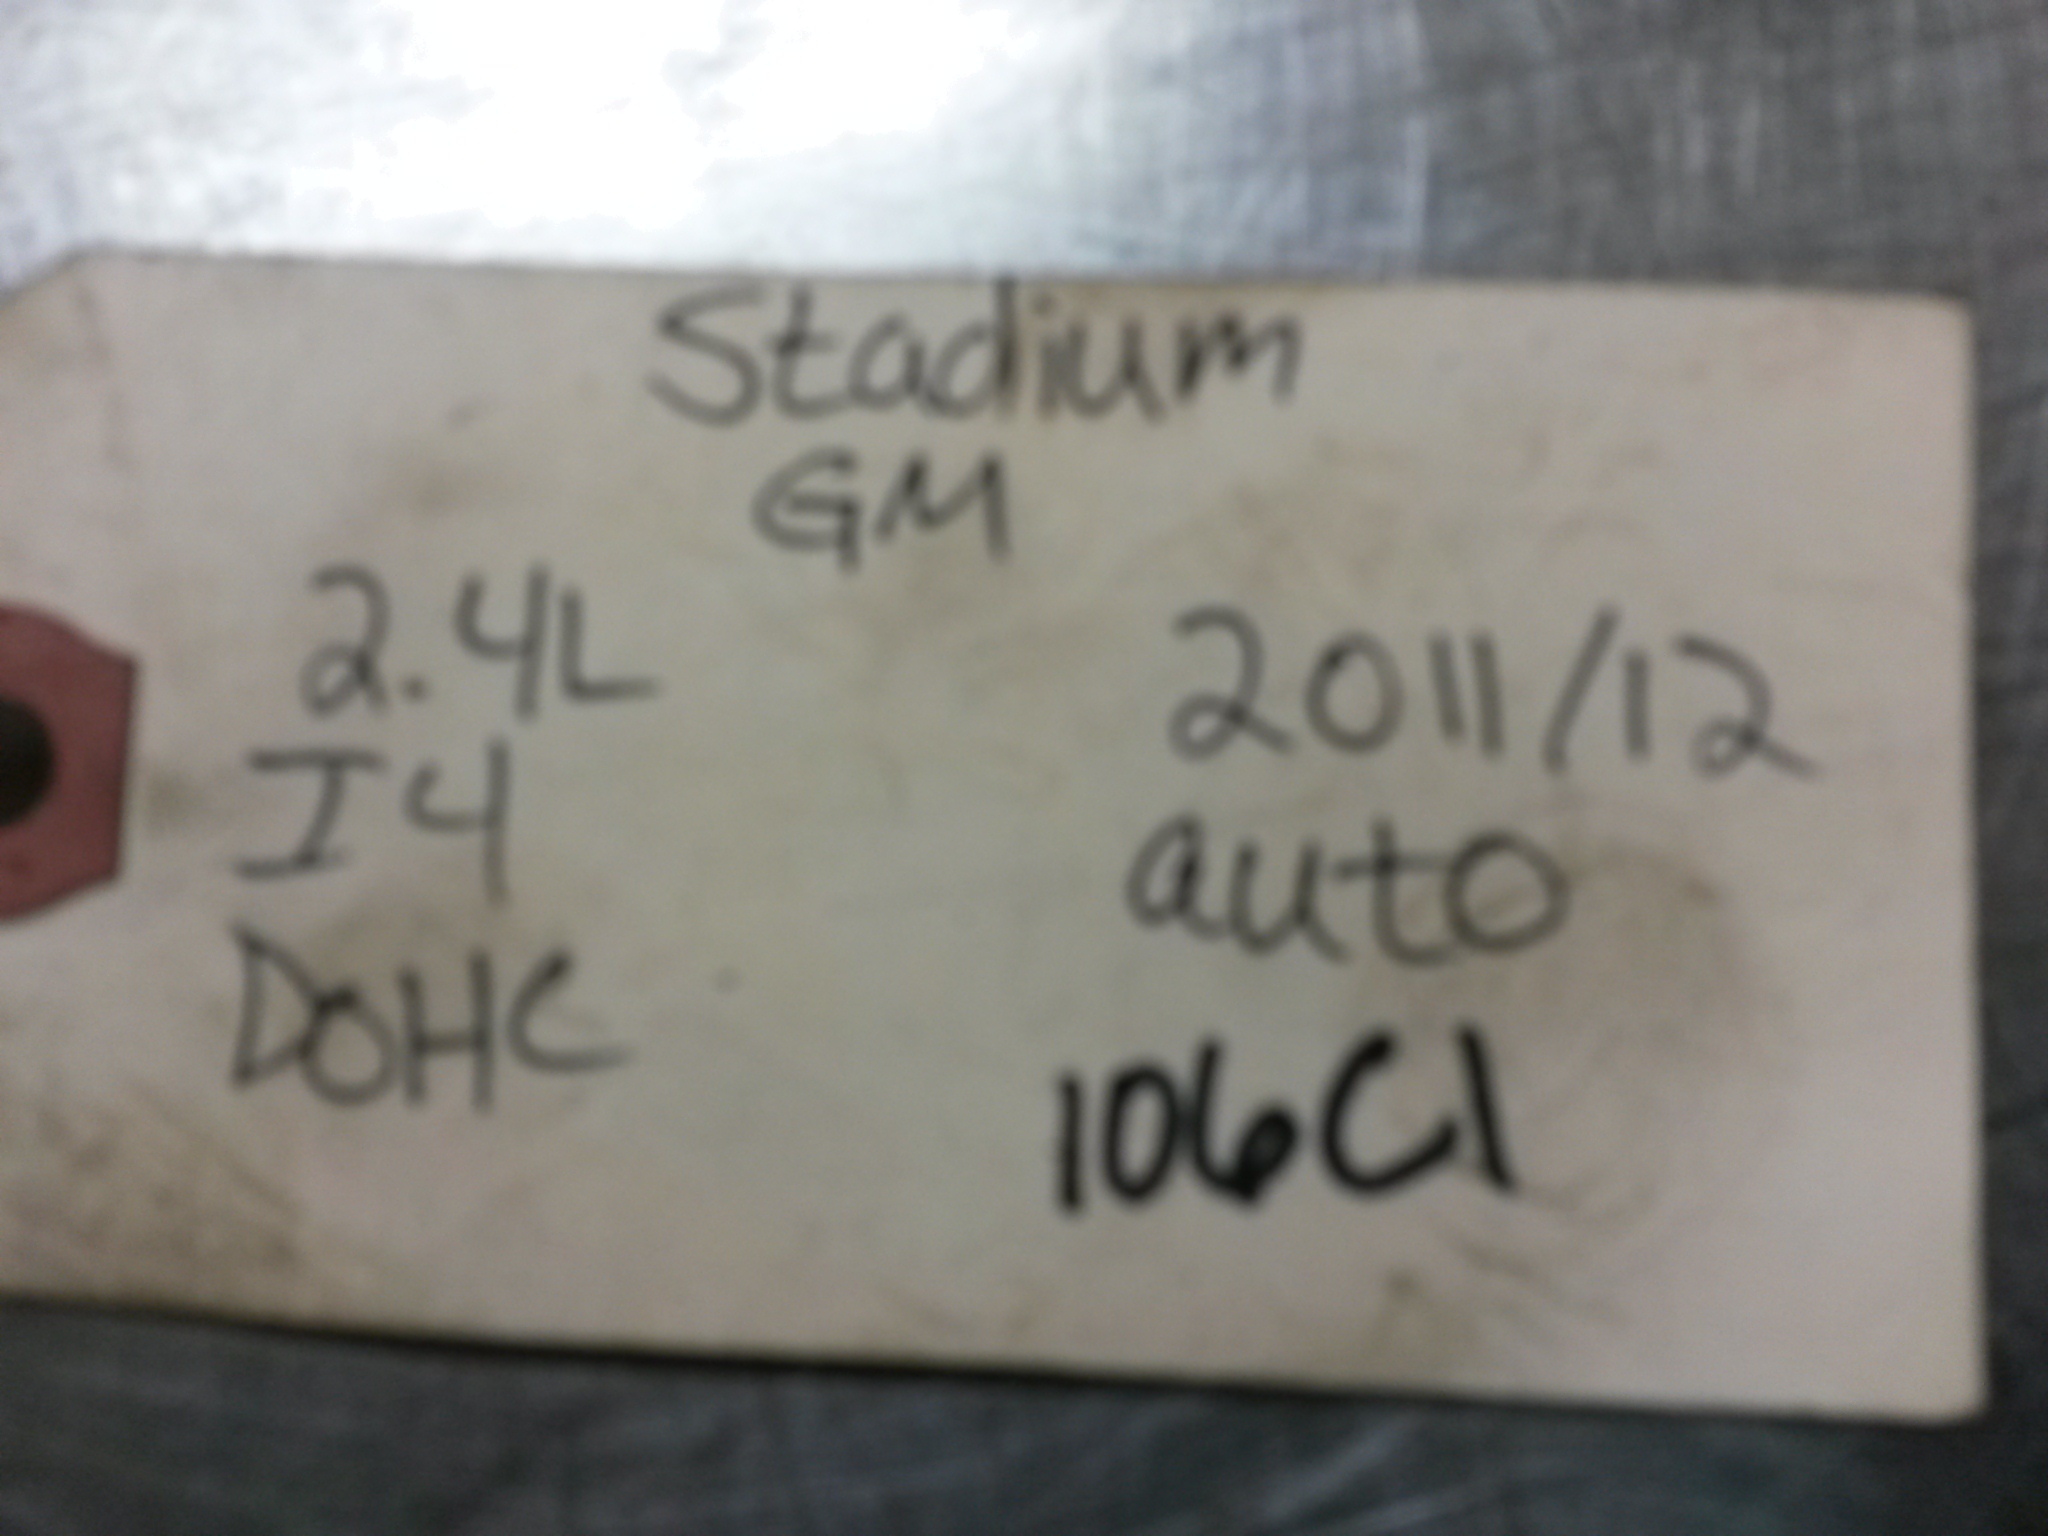 Stadium
GM
2.4L
I4
DOHC
2011/12
auto
106C1